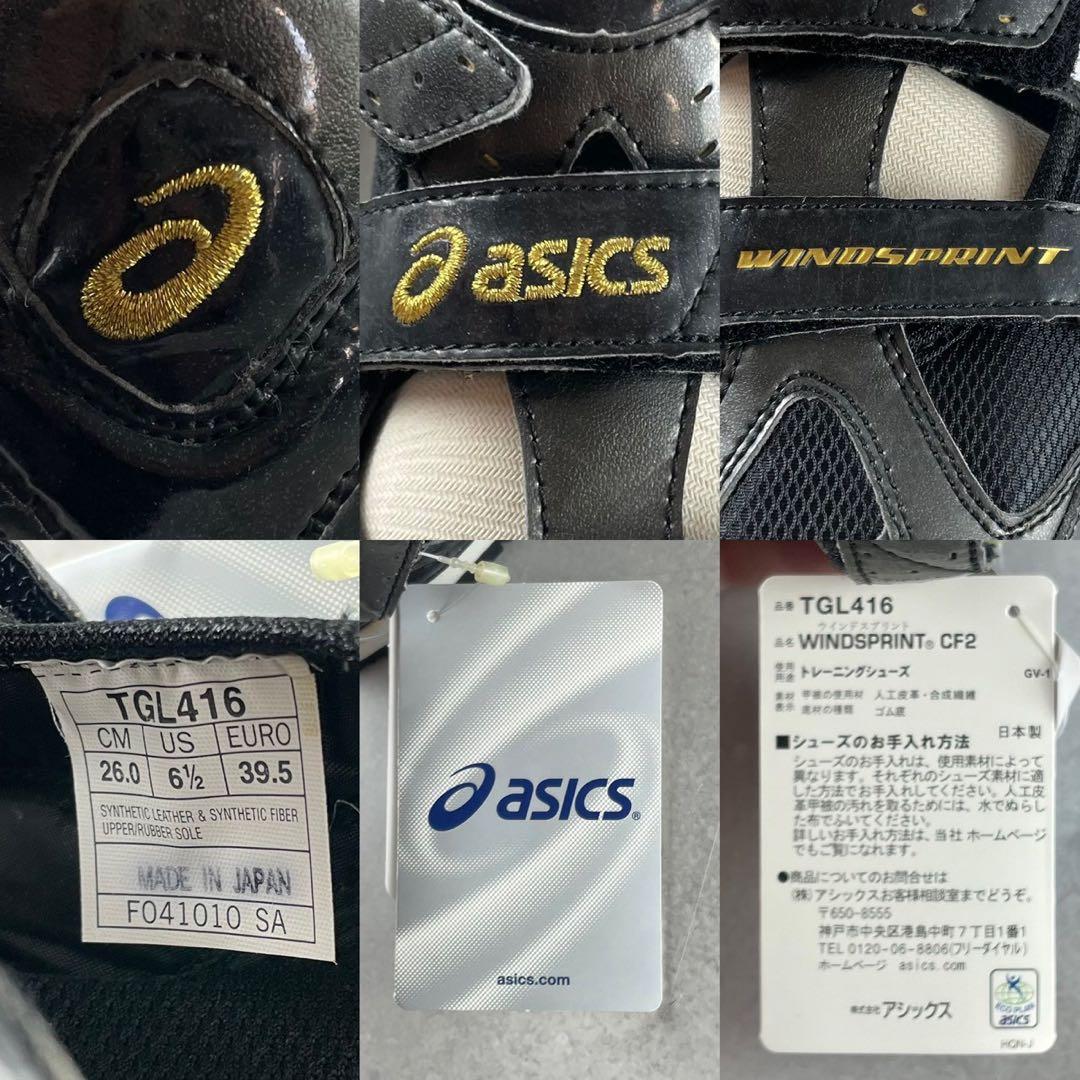 asics
WINDSPRINT
TGL416
CM US EURO
26.0 6½ 39.5
SYNTHETIC LEATHER & SYNTHETIC FIBER
UPPER/RUBBER SOLE
MADE IN JAPAN
F041010 SA
asics®
asics.com
品番 TGL416
ウインドスプリント
品名 WINDSPRINT® CF2
使用用途 トレーニングシューズ GV-1
素材表示 甲被の使用材 人工皮革・合成繊維
底材の種類 ゴム底
日本製
■シューズのお手入れ方法
シューズのお手入れは、使用素材によって
異なります。それぞれのシューズ素材に適
した方法でお手入れしてください。人工皮
革甲被の汚れを取るためには、水でぬらし
た布でふいてください。
詳しいお手入れ方法は、当社 ホームページ
でもご覧になれます。
●商品についてのお問合せは
(株)アシックスお客様相談室までどうぞ。
〒650-8555
神戸市中央区港島中町7丁目1番1
TEL 0120-06-8806(フリーダイヤル)
ホームページ asics.com
株式会社アシックス
ECO PLAN
asics
HGN-J